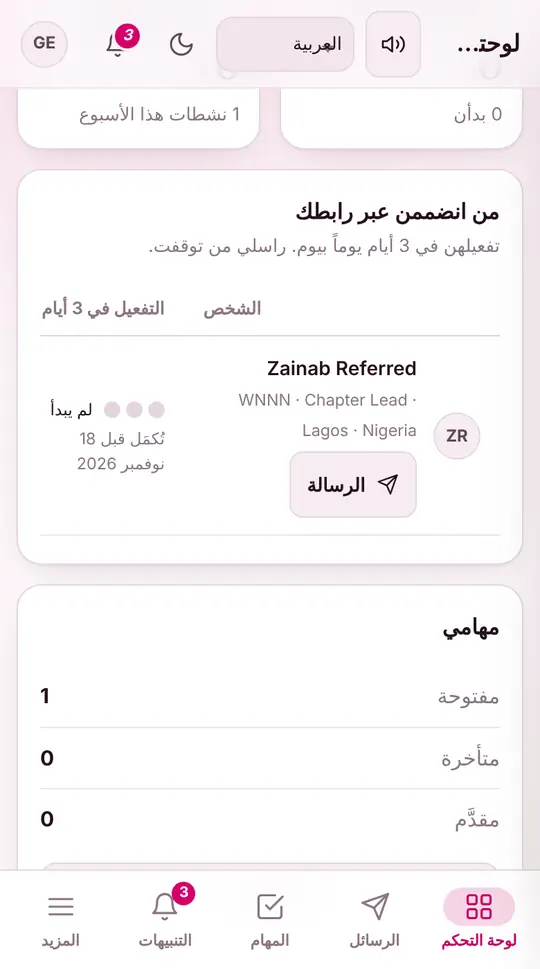 لوحتـ...
العربية
3
GE
0 بدأن
1 نشطات هذا الأسبوع
من انضممن عبر رابطك
تفعيلهن في 3 أيام يوماً بيوم. راسلي من توقفت.
الشخص
التفعيل في 3 أيام
ZR
Zainab Referred
WNNN · Chapter Lead ·
Lagos · Nigeria
الرسالة
لم يبدأ
تُكمَل قبل 18
نوفمبر 2026
مهامي
مفتوحة 1
متأخرة 0
مقدَّم 0
لوحة التحكم
الرسائل
المهام
3
التنبيهات
المزيد